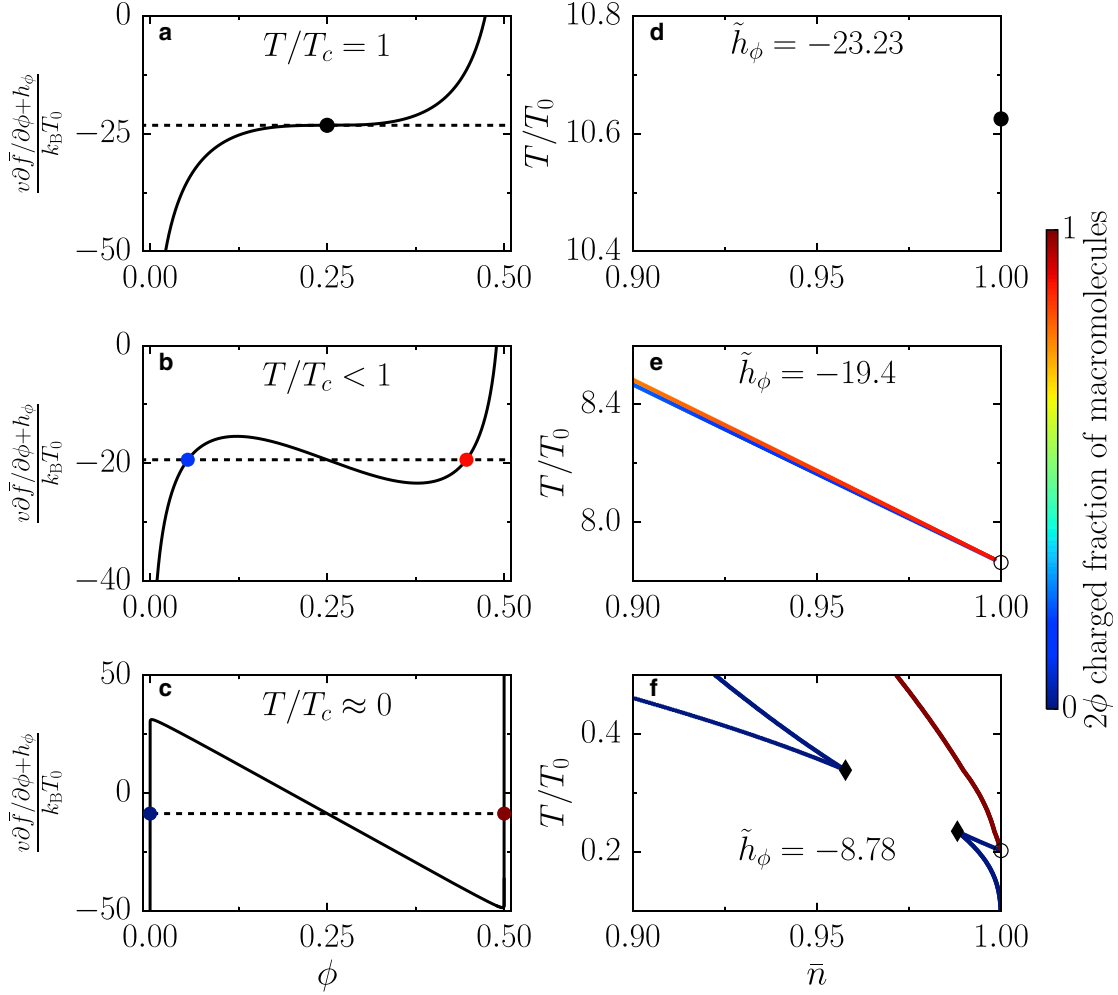 a
T/T_c = 1
0
−25
−50
v∂f̄/∂ϕ+h_ϕ
k_BT_0
0.00 0.25 0.50
d
h̃_ϕ = −23.23
10.8
10.6
10.4
T/T_0
0.90 0.95 1.00
b
T/T_c < 1
0
−20
−40
v∂f̄/∂ϕ+h_ϕ
k_BT_0
0.00 0.25 0.50
e
h̃_ϕ = −19.4
8.4
8.0
T/T_0
0.90 0.95 1.00
c
T/T_c ≈ 0
50
0
−50
v∂f̄/∂ϕ+h_ϕ
k_BT_0
0.00 0.25 0.50
ϕ
f
0.4
0.2
T/T_0
h̃_ϕ = −8.78
0.90 0.95 1.00
n̄
1
0
2ϕ charged fraction of macromolecules